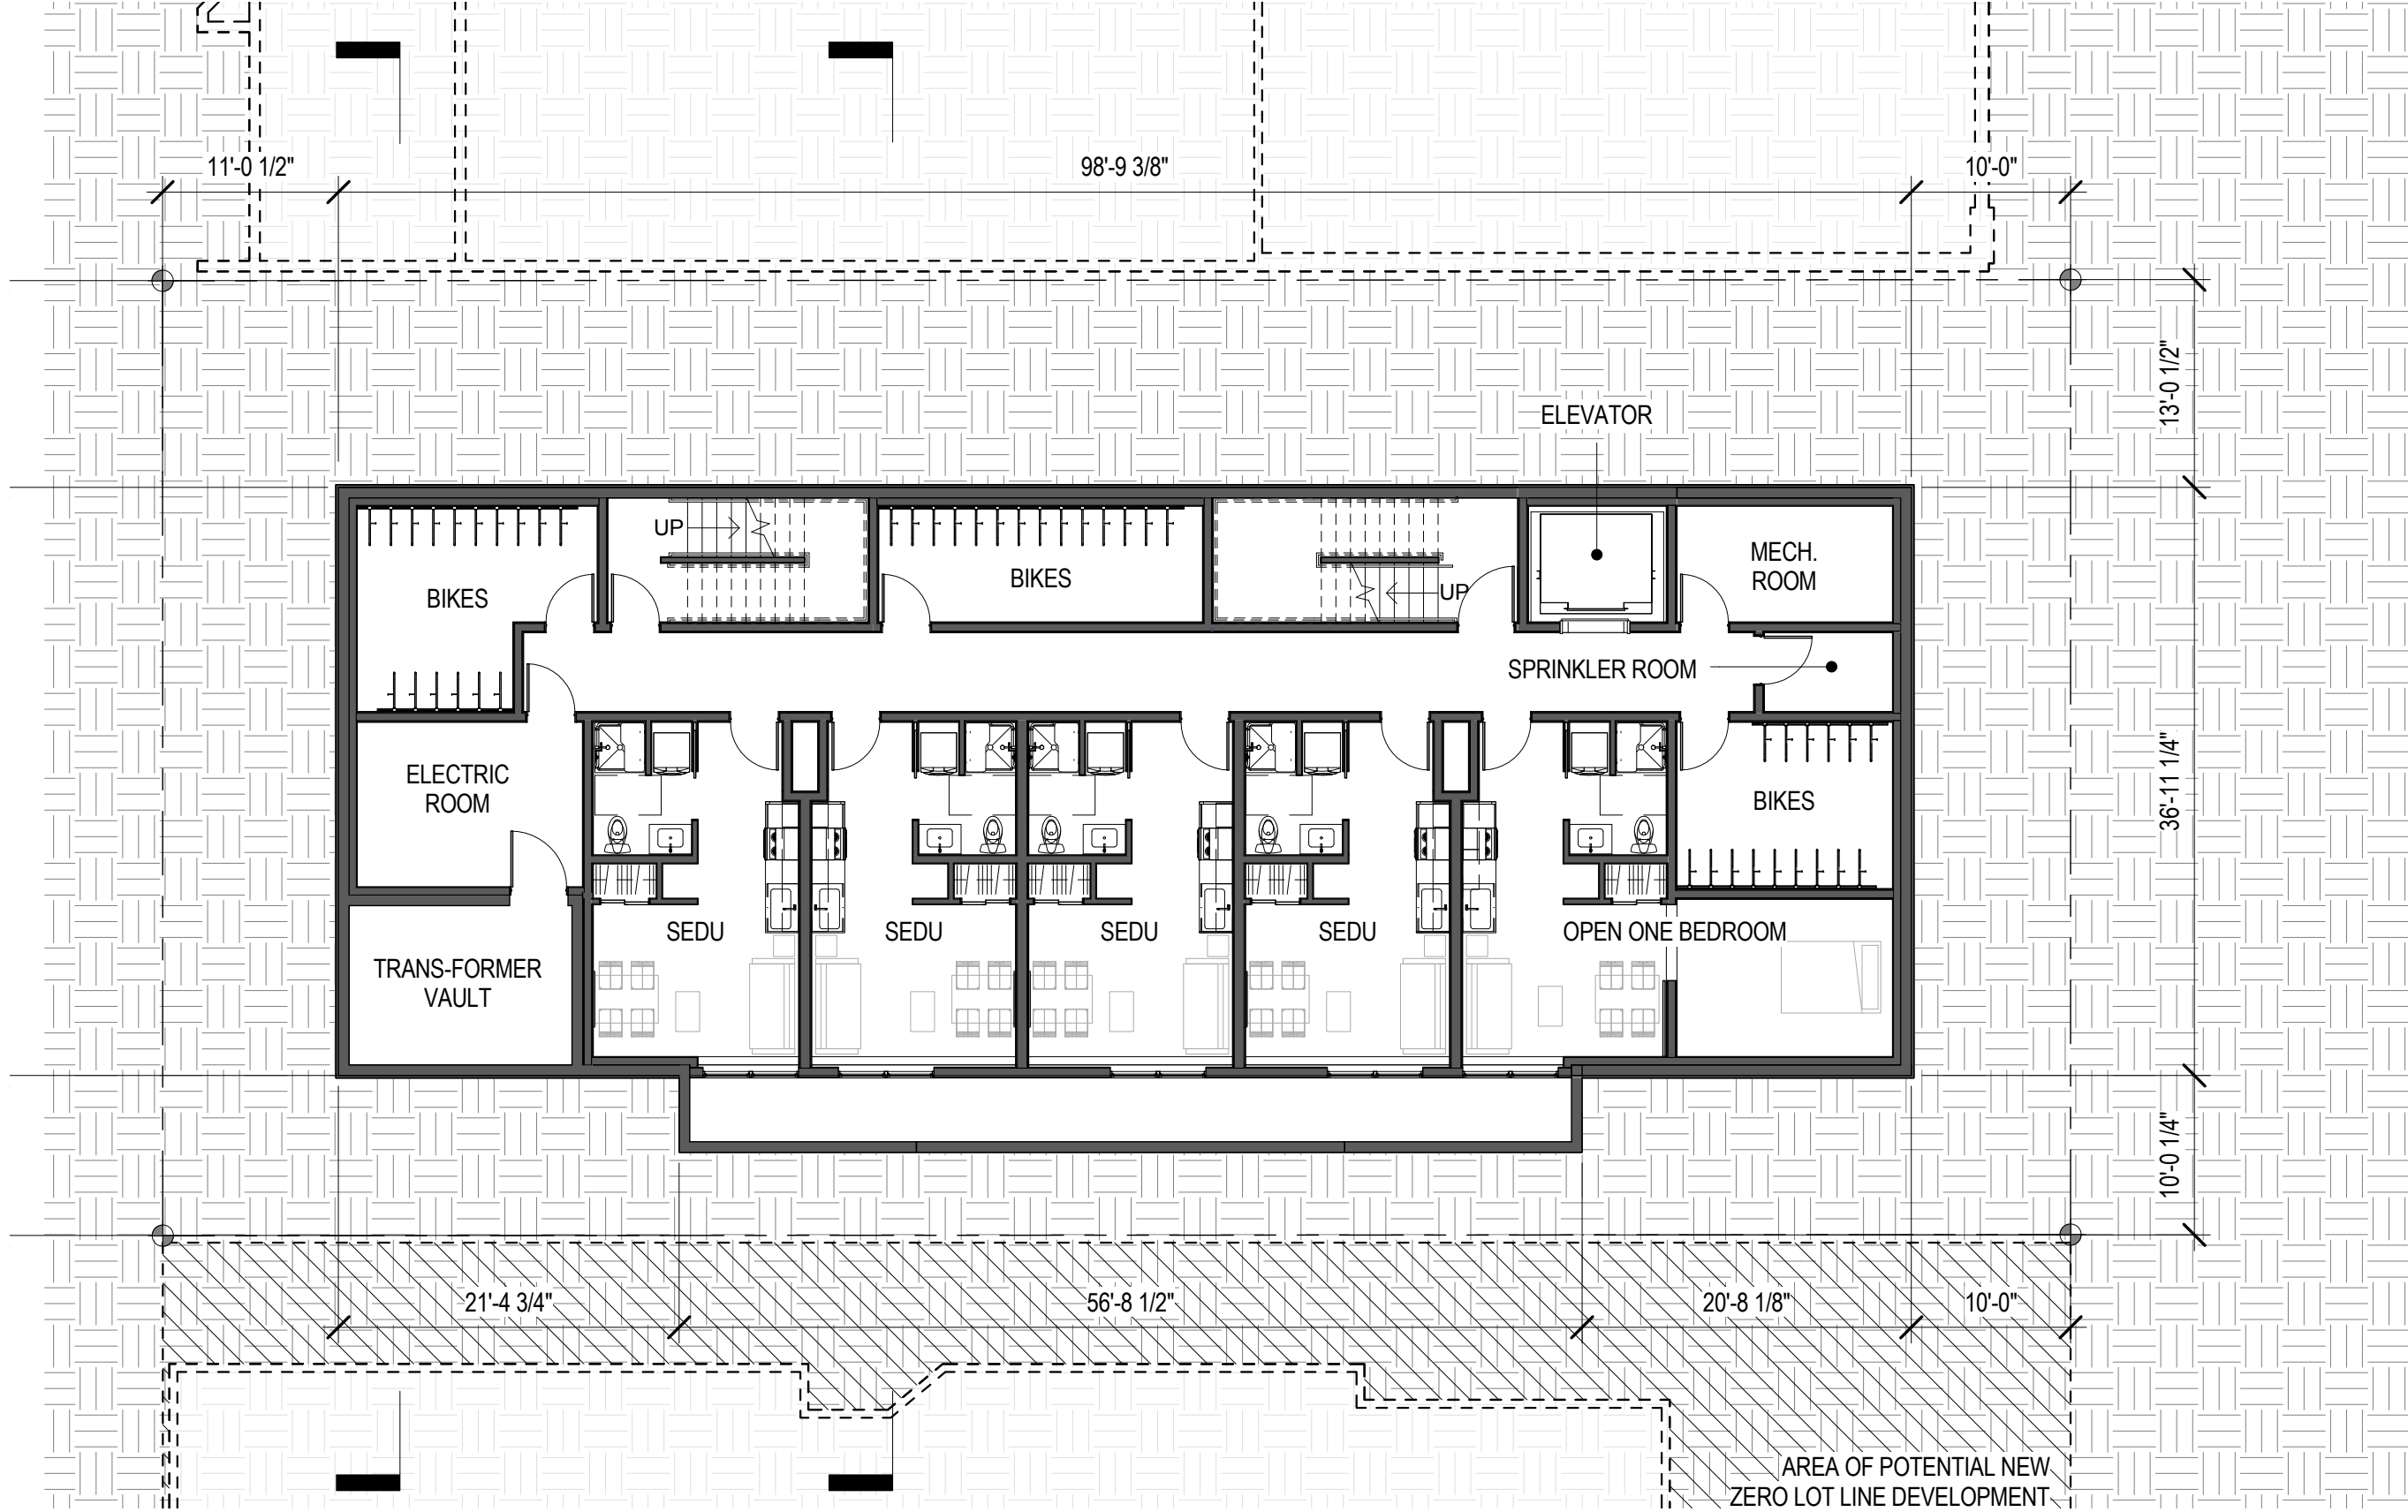 11'-0 1/2"
98'-9 3/8"
10'-0"
13'-0 1/2"
ELEVATOR
UP
BIKES
BIKES
UP
MECH.
ROOM
SPRINKLER ROOM
36'-11 1/4"
ELECTRIC
ROOM
BIKES
SEDU
SEDU
SEDU
SEDU
OPEN ONE BEDROOM
TRANS-FORMER
VAULT
10'-0 1/4"
21'-4 3/4"
56'-8 1/2"
20'-8 1/8"
10'-0"
AREA OF POTENTIAL NEW
ZERO LOT LINE DEVELOPMENT